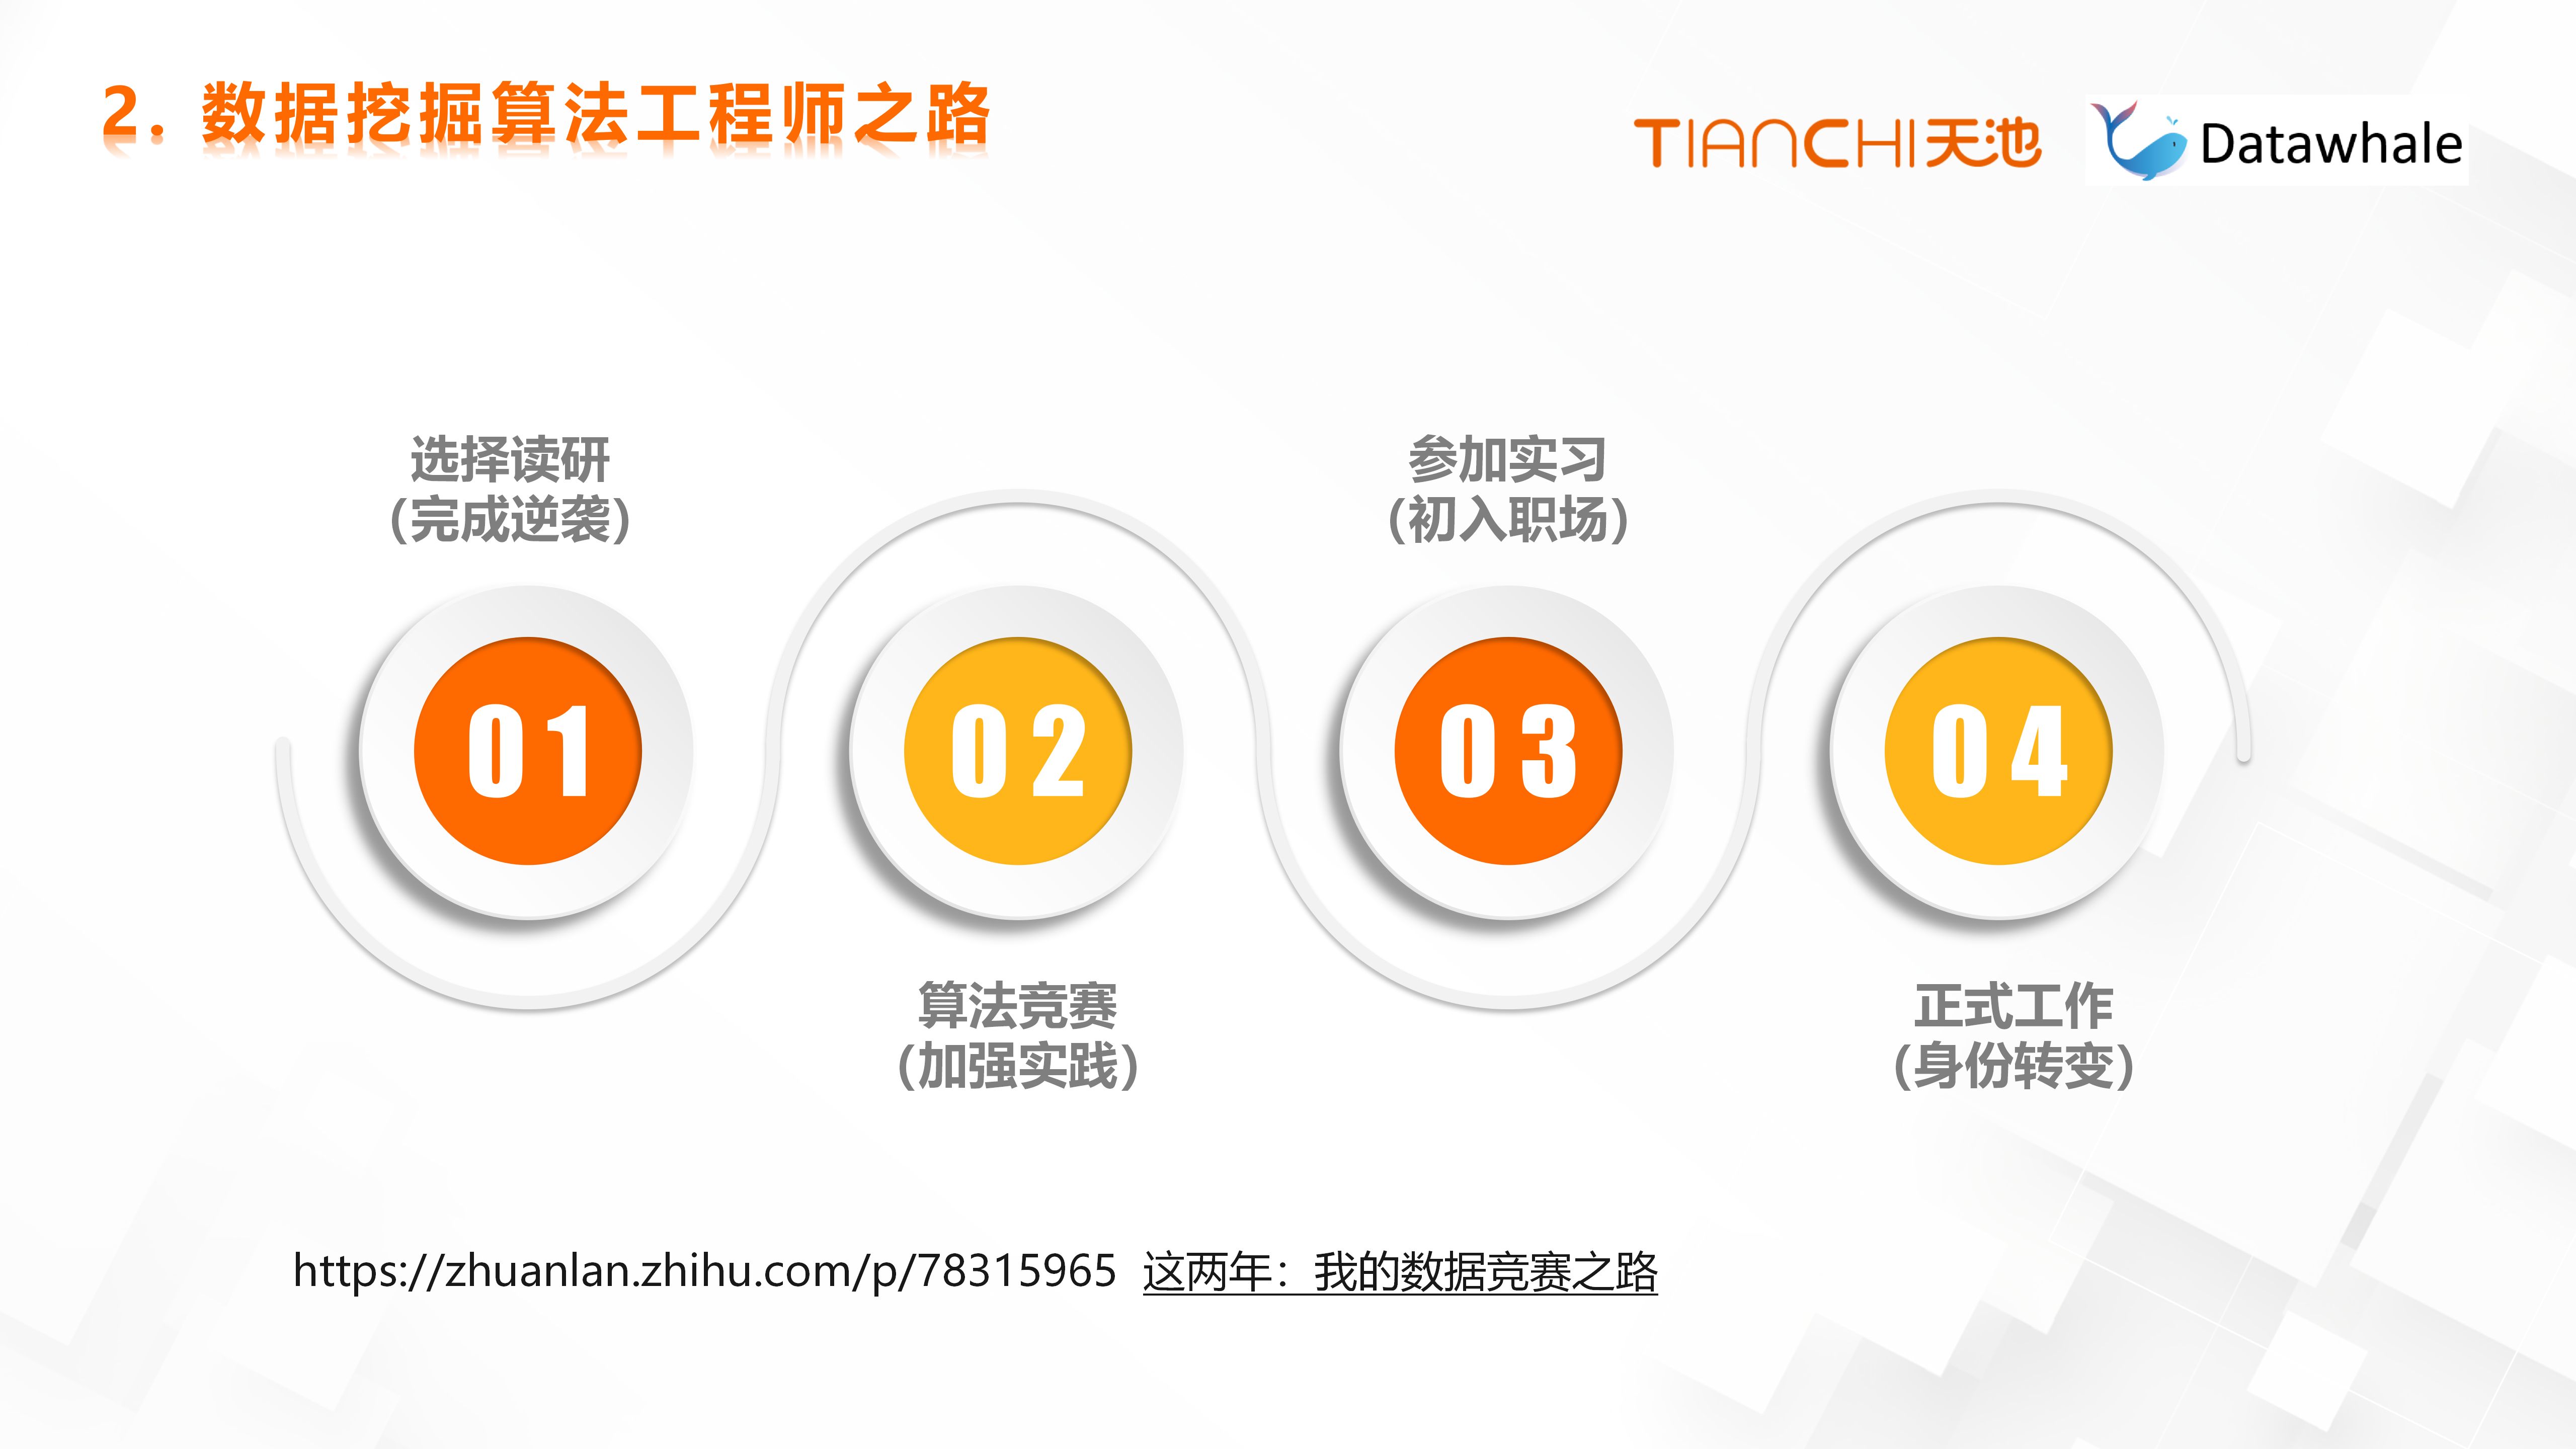 2. 数据挖掘算法工程师之路
TIANCHI天池
Datawhale
选择读研
(完成逆袭)
参加实习
(初入职场)
01
02
03
04
算法竞赛
(加强实践)
正式工作
(身份转变)
https://zhuanlan.zhihu.com/p/78315965 这两年：我的数据竞赛之路